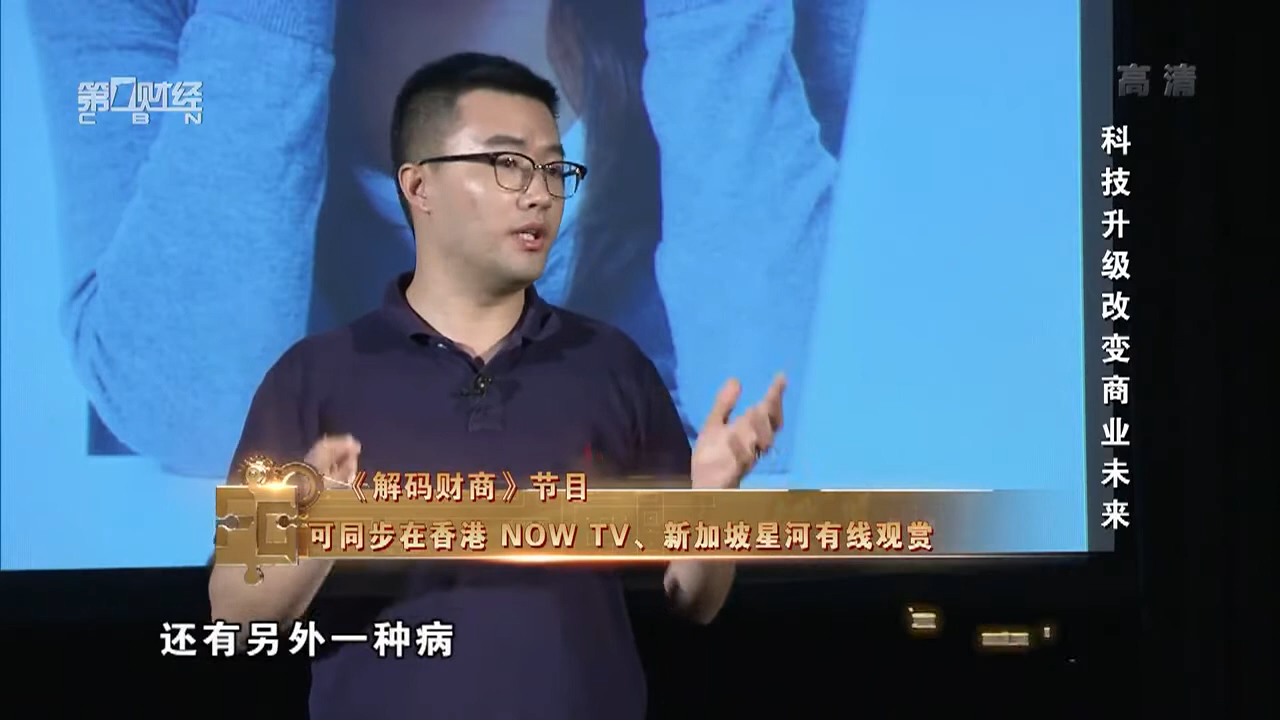 第一财经
CBN
高清
科技升级改变商业未来
《解码财商》节目
可同步在香港 NOW TV、新加坡星河有线观赏
还有另外一种病